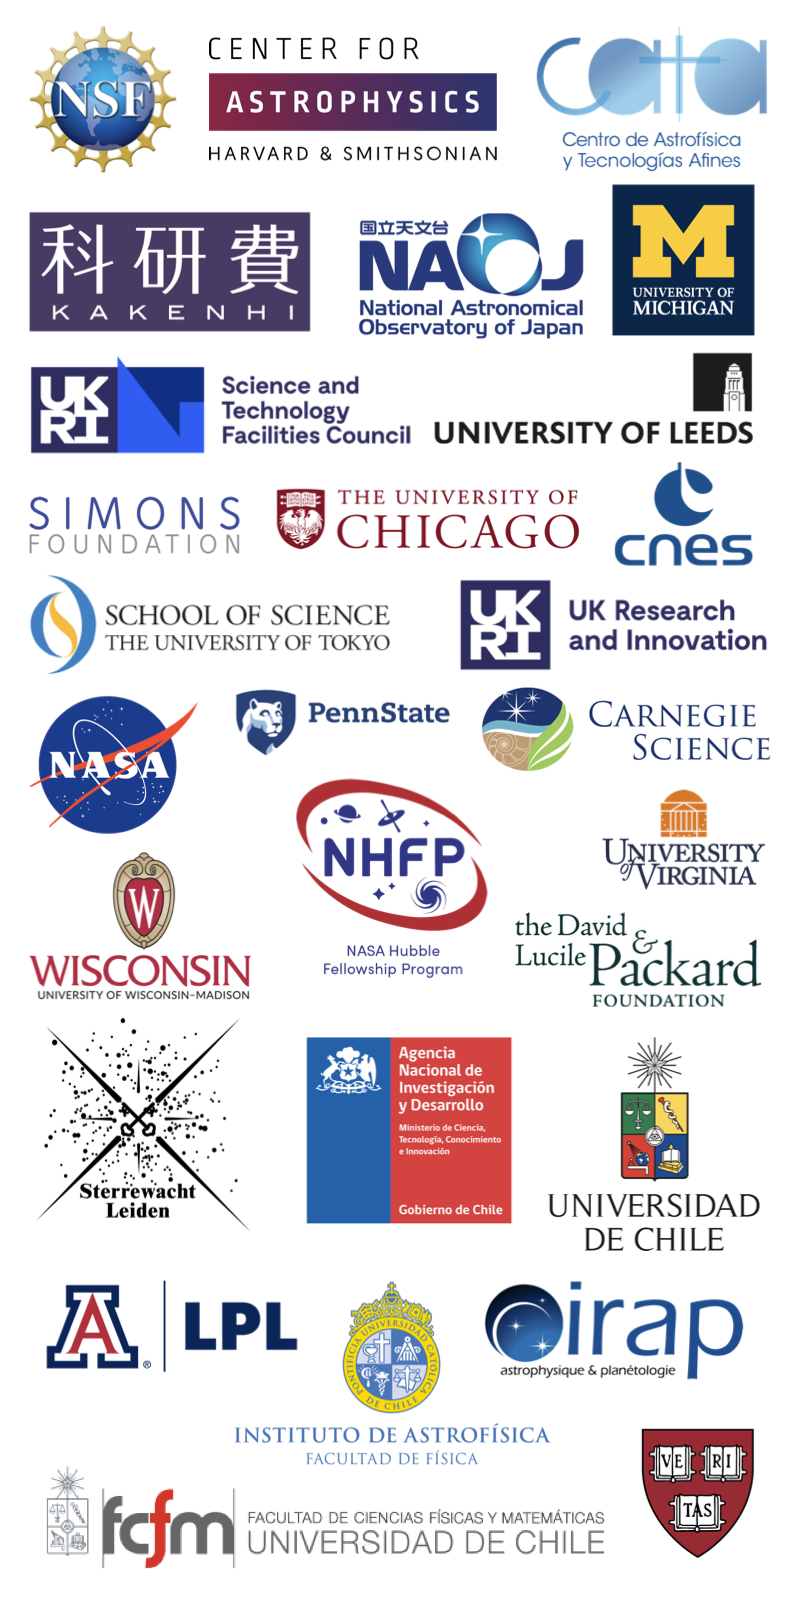 NSF
CENTER FOR
ASTROPHYSICS
HARVARD & SMITHSONIAN
cata
Centro de Astrofísica
y Tecnologías Afines
科研費
KAKENHI
国立天文台
NAOJ
National Astronomical
Observatory of Japan
M
UNIVERSITY OF
MICHIGAN
UK
RI
Science and
Technology
Facilities Council
UNIVERSITY OF LEEDS
SIMONS
FOUNDATION
THE UNIVERSITY OF
CHICAGO
cnes
SCHOOL OF SCIENCE
THE UNIVERSITY OF TOKYO
UK
RI
UK Research
and Innovation
NASA
PennState
CARNEGIE
SCIENCE
NHFP
NASA Hubble
Fellowship Program
UNIVERSITY
of VIRGINIA
W
WISCONSIN
UNIVERSITY OF WISCONSIN–MADISON
the David &
Lucile Packard
FOUNDATION
Sterrewacht
Leiden
Agencia
Nacional de
Investigación
y Desarrollo
Ministerio de Ciencia,
Tecnología, Conocimiento
e Innovación
Gobierno de Chile
UNIVERSIDAD
DE CHILE
A® LPL
PONTIFICIA UNIVERSIDAD CATÓLICA DE CHILE
INSTITUTO DE ASTROFÍSICA
FACULTAD DE FÍSICA
irap
astrophysique & planétologie
VE RI
TAS
fcfm
FACULTAD DE CIENCIAS FÍSICAS Y MATEMÁTICAS
UNIVERSIDAD DE CHILE